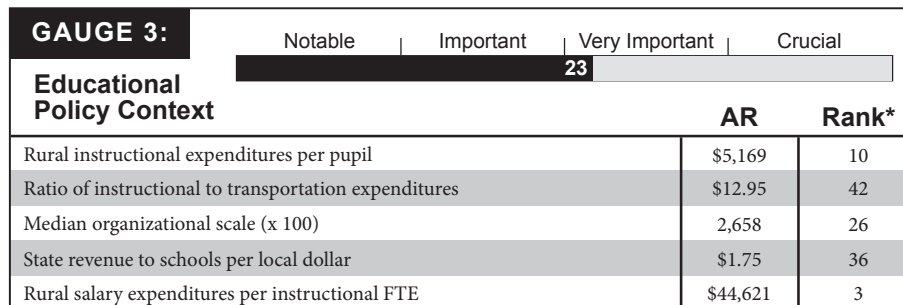 GAUGE 3:
Notable | Important | Very Important | Crucial
23
Educational
Policy Context
AR Rank*
Rural instructional expenditures per pupil $5,169 10
Ratio of instructional to transportation expenditures $12.95 42
Median organizational scale (x 100) 2,658 26
State revenue to schools per local dollar $1.75 36
Rural salary expenditures per instructional FTE $44,621 3